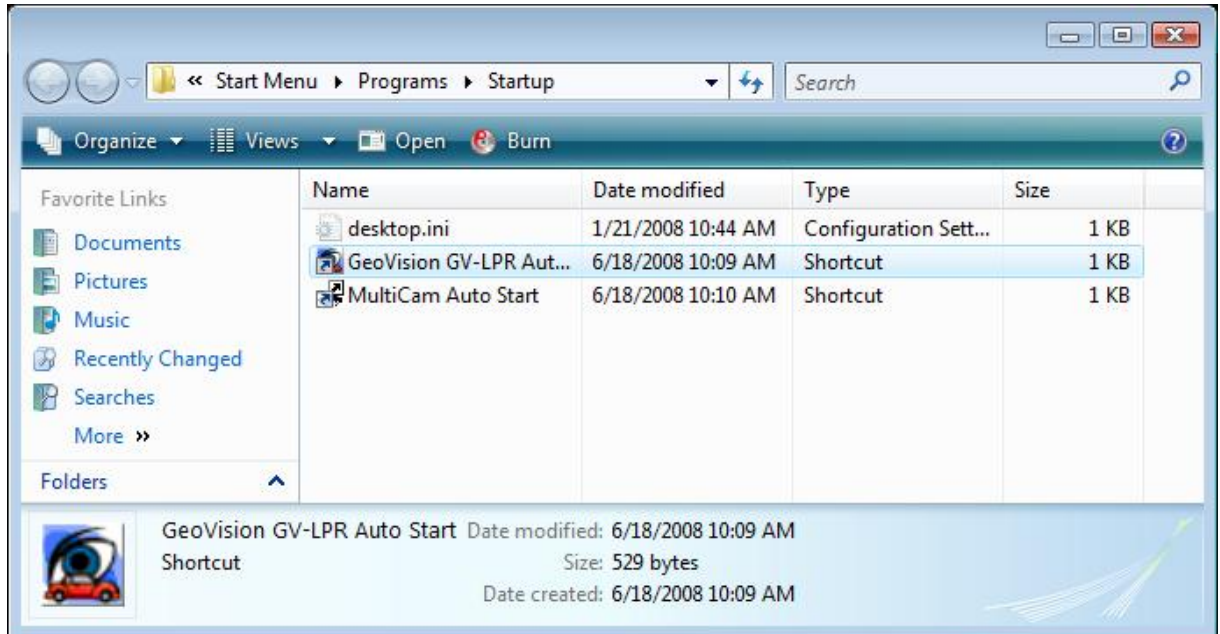 « Start Menu ▸ Programs ▸ Startup Search
Organize Views Open Burn
Favorite Links
Documents
Pictures
Music
Recently Changed
Searches
More »
Folders
Name Date modified Type Size
desktop.ini 1/21/2008 10:44 AM Configuration Sett... 1 KB
GeoVision GV-LPR Aut... 6/18/2008 10:09 AM Shortcut 1 KB
MultiCam Auto Start 6/18/2008 10:10 AM Shortcut 1 KB
GeoVision GV-LPR Auto Start Date modified: 6/18/2008 10:09 AM
Shortcut Size: 529 bytes
Date created: 6/18/2008 10:09 AM